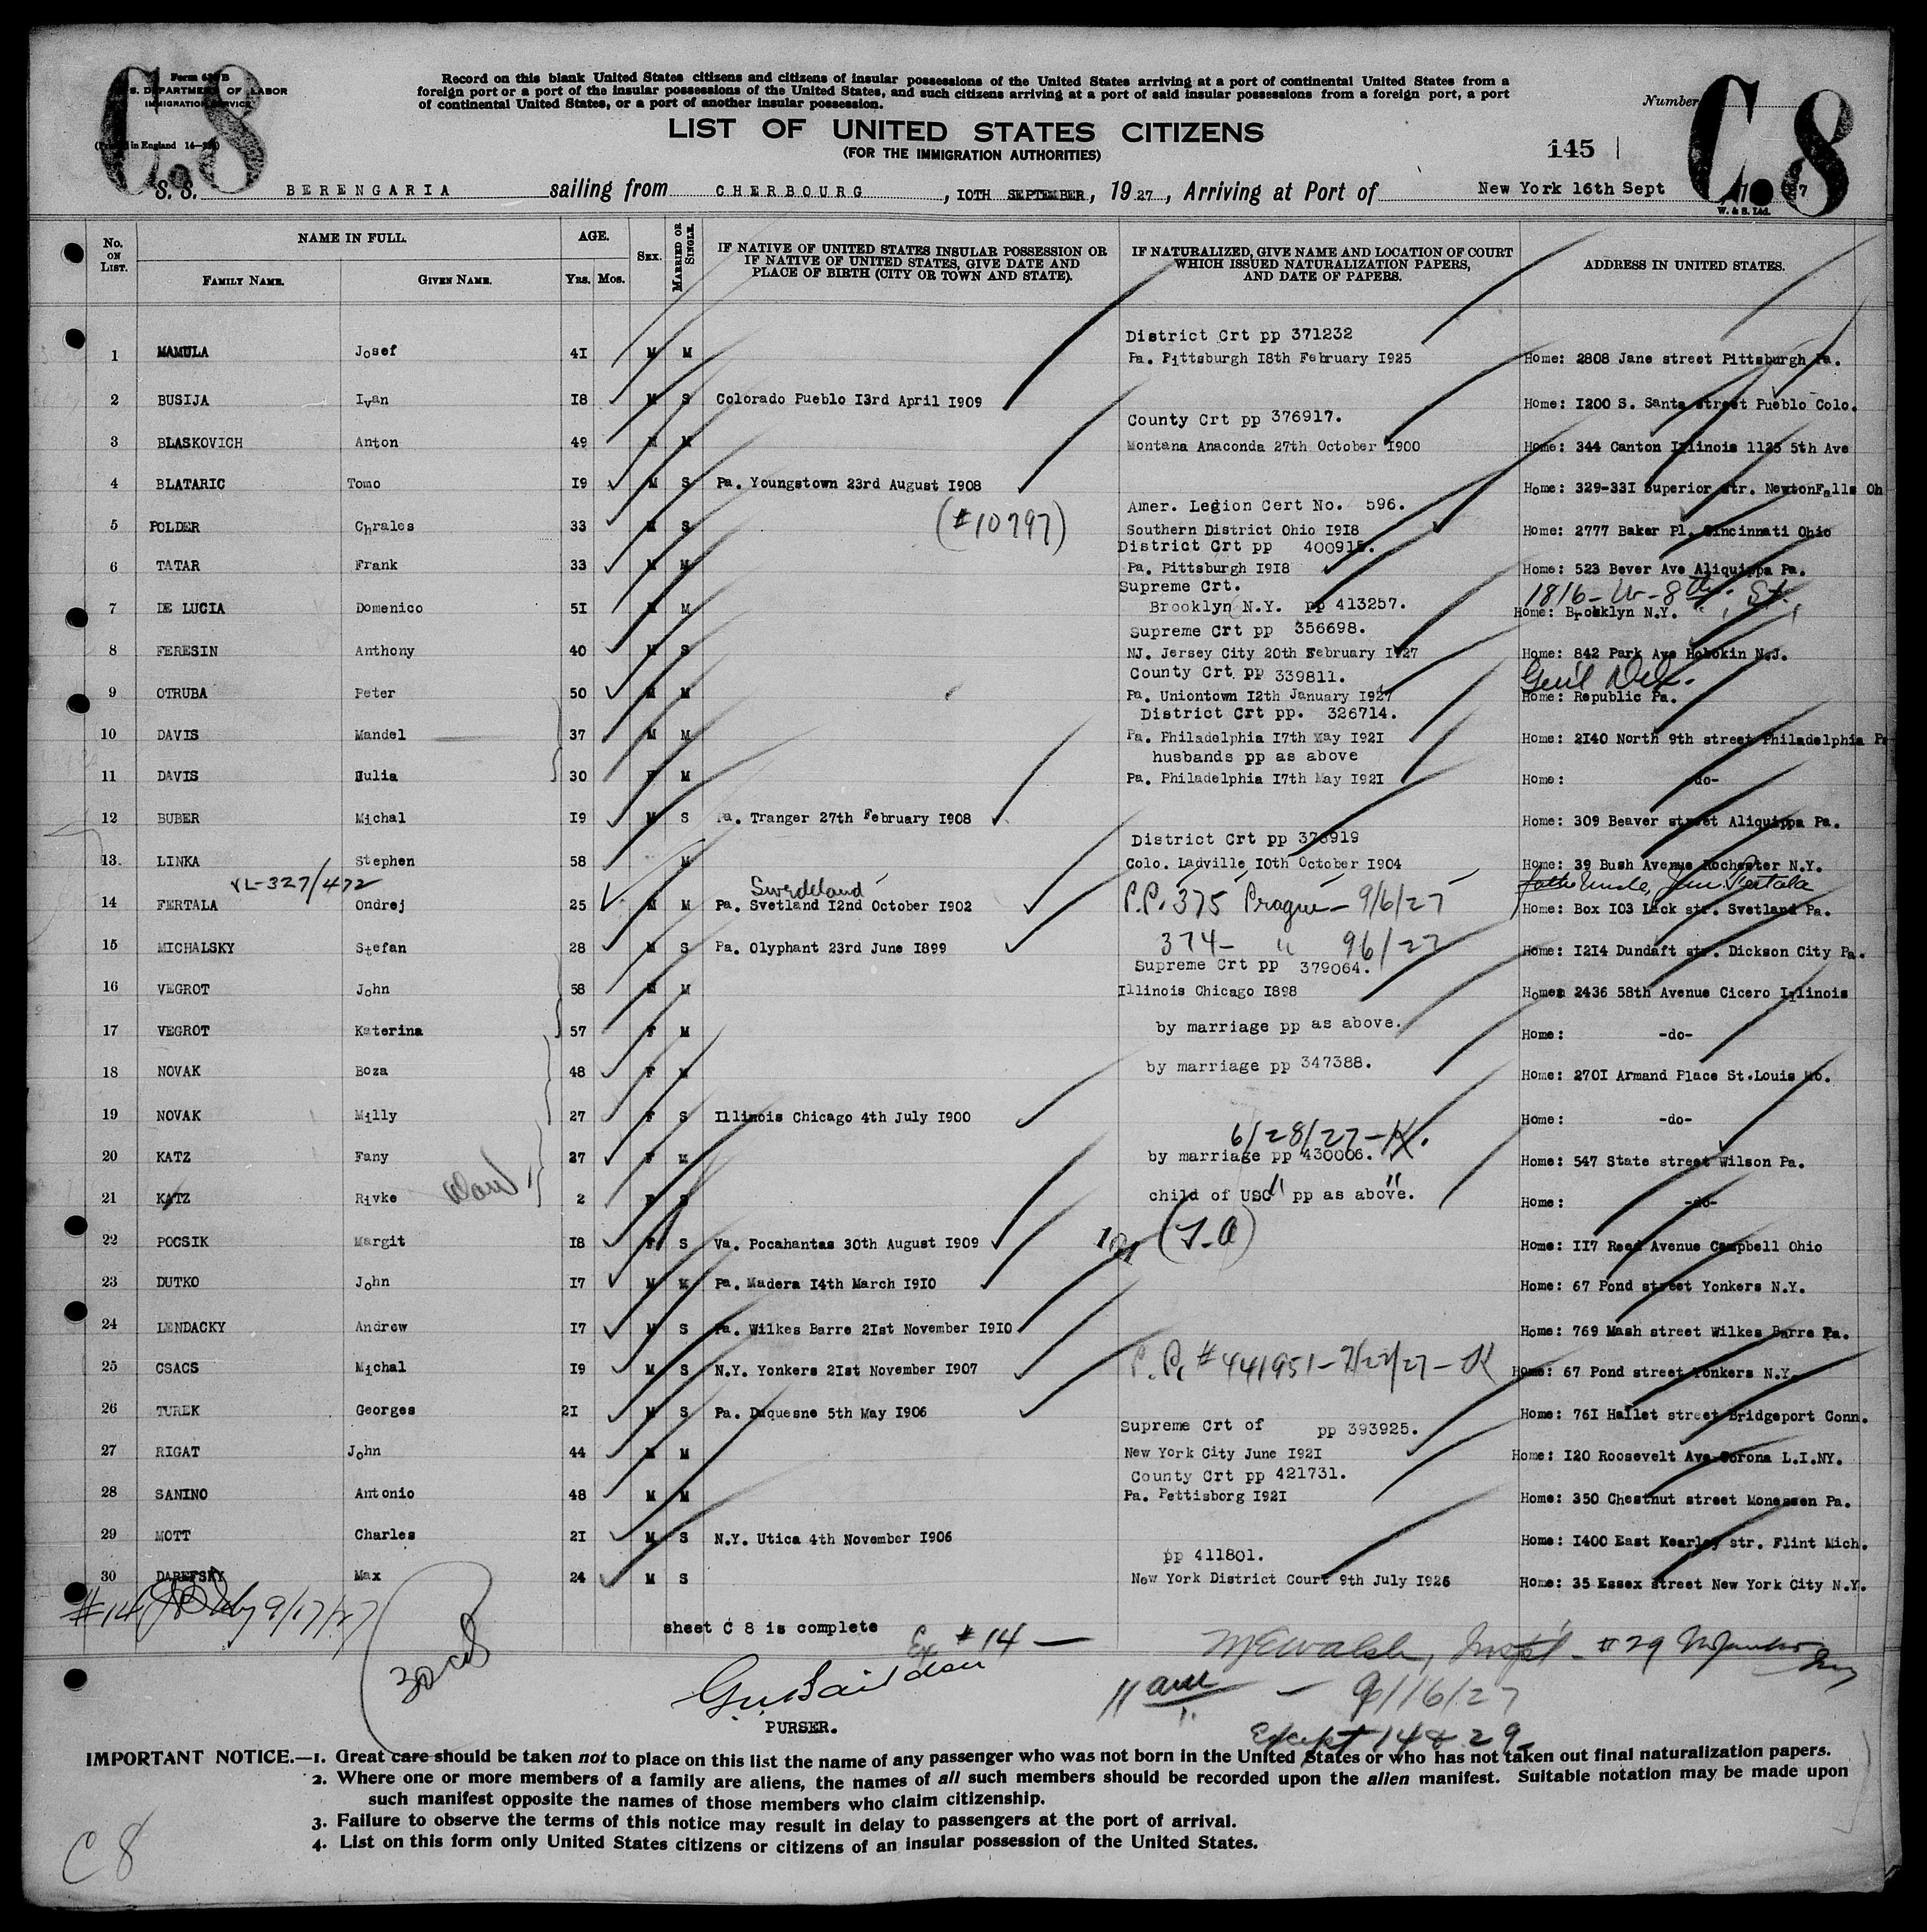 C.8
Form 630 B
U.S. DEPARTMENT OF LABOR
IMMIGRATION SERVICE
(Printed in England 14—
Record on this blank United States citizens and citizens of insular possessions of the United States arriving at a port of continental United States from a
foreign port or a port of the insular possessions of the United States, and such citizens arriving at a port of said insular possessions from a foreign port, a port
of continental United States, or a port of another insular possession.
LIST OF UNITED STATES CITIZENS
(FOR THE IMMIGRATION AUTHORITIES)
Number
145
C.8
S. S. BERENGARIA sailing from CHERBOURG, 10TH SEPTEMBER, 1927, Arriving at Port of New York 16th Sept
W. & S. Ltd.
No. ON LIST. NAME IN FULL. FAMILY NAME. GIVEN NAME. AGE. Yrs. Mos. SEX. MARRIED OR SINGLE. IF NATIVE OF UNITED STATES INSULAR POSSESSION OR IF NATIVE OF UNITED STATES, GIVE DATE AND PLACE OF BIRTH (CITY OR TOWN AND STATE). IF NATURALIZED, GIVE NAME AND LOCATION OF COURT WHICH ISSUED NATURALIZATION PAPERS, AND DATE OF PAPERS. ADDRESS IN UNITED STATES.
District Crt pp 371232
1 MAMULA Josef 41 M M Pa. Pittsburgh 18th February 1925 Home: 2808 Jane street Pittsburgh Pa.
2 BUSIJA Ivan 18 M S Colorado Pueblo 13rd April 1909 Home: 1200 S. Santa street Pueblo Colo.
County Crt pp 376917.
3 BLASKOVICH Anton 49 M M Montana Anaconda 27th October 1900 Home: 344 Canton Illinois 1125 5th Ave
4 BLATARIC Tomo 19 M S Pa. Youngstown 23rd August 1908 Home: 329-331 Superior str. NewtonFalls Oh
Amer. Legion Cert No. 596.
5 POLDER Chrales 33 M S (#10797) Southern District Ohio 1918 Home: 2777 Baker Pl. Cincinnati Ohio
District Crt pp 400915.
6 TATAR Frank 33 M M Pa. Pittsburgh 1918 Home: 523 Bever Ave Aliquippa Pa.
Supreme Crt. 1816-W-8th. St.
7 DE LUCIA Domenico 51 M M Brooklyn N.Y. pp 413257. Home: Brooklyn N.Y.
Supreme Crt pp 356698.
8 FERESIN Anthony 40 M S NJ. Jersey City 20th February 1927 Home: 842 Park Ave Hobokin N.J.
County Crt pp 339811. Gen'l Del.
9 OTRUBA Peter 50 M M Pa. Uniontown 12th January 1927 Home: Republic Pa.
District Crt pp. 326714.
10 DAVIS Mandel 37 M M Pa. Philadelphia 17th May 1921 Home: 2140 North 9th street Philadelphia Pa
husbands pp as above
11 DAVIS Julia 30 F M Pa. Philadelphia 17th May 1921 Home: -do-
12 BUBER Michal 19 M S Pa. Tranger 27th February 1908 Home: 309 Beaver street Aliquippa Pa.
District Crt pp 378919
13. LINKA Stephen 58 M Colo. Ladville 10th October 1904 Home: 39 Bush Avenue Rochester N.Y.
VL-327/472 Swedeland
14 FERTALA Ondrej 25 M M Pa. Svetland 12nd October 1902 P.P. 375 Prague - 9/6/27 Home: Box 103 Lack str. Svetland Pa.
15 MICHALSKY Stefan 28 M S Pa. Olyphant 23rd June 1899 374- " 96/27 Home: 1214 Dundaft str. Dickson City Pa.
Supreme Crt pp 379064.
16 VEGROT John 58 M M Illinois Chicago 1898 Home: 2436 58th Avenue Cicero Illinois
17 VEGROT Katerina 57 F M by marriage pp as above. Home: -do-
18 NOVAK Boza 48 F M by marriage pp 347388. Home: 2701 Armand Place St.Louis Mo.
19 NOVAK Milly 27 F S Illinois Chicago 4th July 1900 Home: -do-
6/28/27-K.
20 KATZ Fany 27 F M by marriage pp 430006. Home: 547 State street Wilson Pa.
21 KATZ Rivke 2 F S child of USC pp as above. Home: -do-
22 POCSIK Margit 18 F S Va. Pocahantas 30th August 1909 Home: 117 Reed Avenue Campbell Ohio
23 DUTKO John 17 M M Pa. Madera 14th March 1910 Home: 67 Pond street Yonkers N.Y.
24 LENDACKY Andrew 17 M S Pa. Wilkes Barre 21st November 1910 Home: 769 Mash street Wilkes Barre Pa.
25 CSACS Michal 19 M S N.Y. Yonkers 21st November 1907 P.P. #441951-7/27/27-K Home: 67 Pond street Yonkers N.Y.
26 TUREK Georges 21 M S Pa. Duquesne 5th May 1906 Home: 761 Hallet street Bridgeport Conn.
Supreme Crt of pp 393925.
27 RIGAT John 44 M M New York City June 1921 Home: 120 Roosevelt Ave Corona L.I.NY.
County Crt pp 421731.
28 SANINO Antonio 48 M M Pa. Pettisborg 1921 Home: 350 Chestnut street Monessen Pa.
29 MOTT Charles 21 M S N.Y. Utica 4th November 1906 Home: 1400 East Kearley str. Flint Mich.
pp 411801.
30 DAREFSKY Max 24 M S New York District Court 9th July 1926 Home: 35 Essex street New York City N.Y.
#14 9/17/27
sheet C 8 is complete
Ex #14 —
#29
11 am — 9/16/27
PURSER.
Except 14 & 29
IMPORTANT NOTICE.—1. Great care should be taken not to place on this list the name of any passenger who was not born in the United States or who has not taken out final naturalization papers.
2. Where one or more members of a family are aliens, the names of all such members should be recorded upon the alien manifest. Suitable notation may be made upon
such manifest opposite the names of those members who claim citizenship.
3. Failure to observe the terms of this notice may result in delay to passengers at the port of arrival.
4. List on this form only United States citizens or citizens of an insular possession of the United States.
C 8